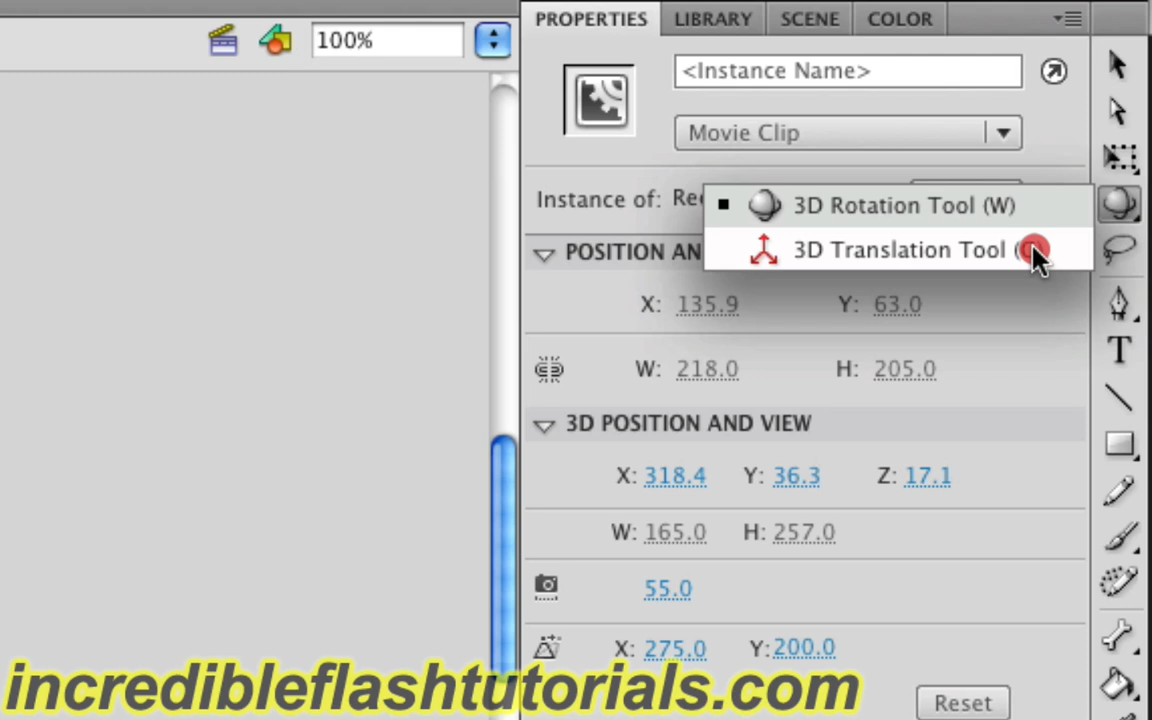 PROPERTIES LIBRARY SCENE COLOR
100%
<Instance Name>
Movie Clip
Instance of:
3D Rotation Tool (W)
POSITION
3D Translation Tool
X: 135.9 Y: 63.0
W: 218.0 H: 205.0
3D POSITION AND VIEW
X: 318.4 Y: 36.3 Z: 17.1
W: 165.0 H: 257.0
55.0
X: 275.0 Y: 200.0
incredibleflashtutorials.com
Reset